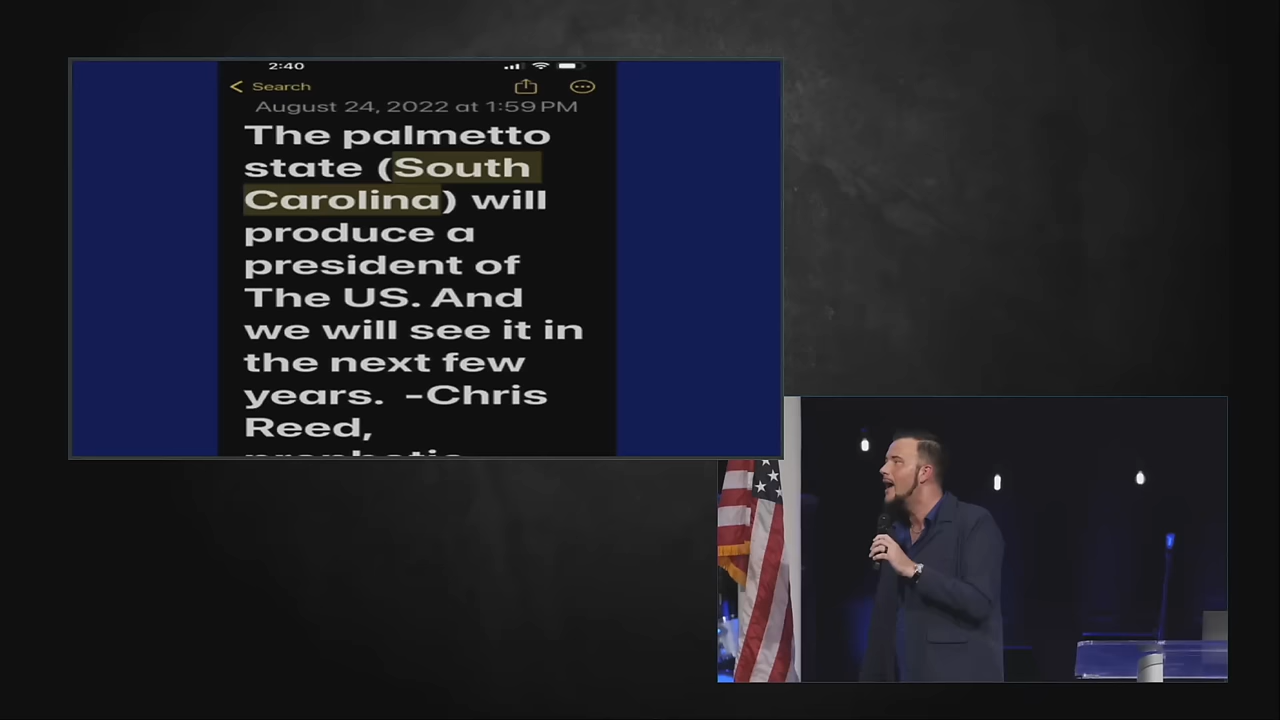 2:40
Search
August 24, 2022 at 1:59 PM
The palmetto
state (South
Carolina) will
produce a
president of
The US. And
we will see it in
the next few
years. -Chris
Reed,